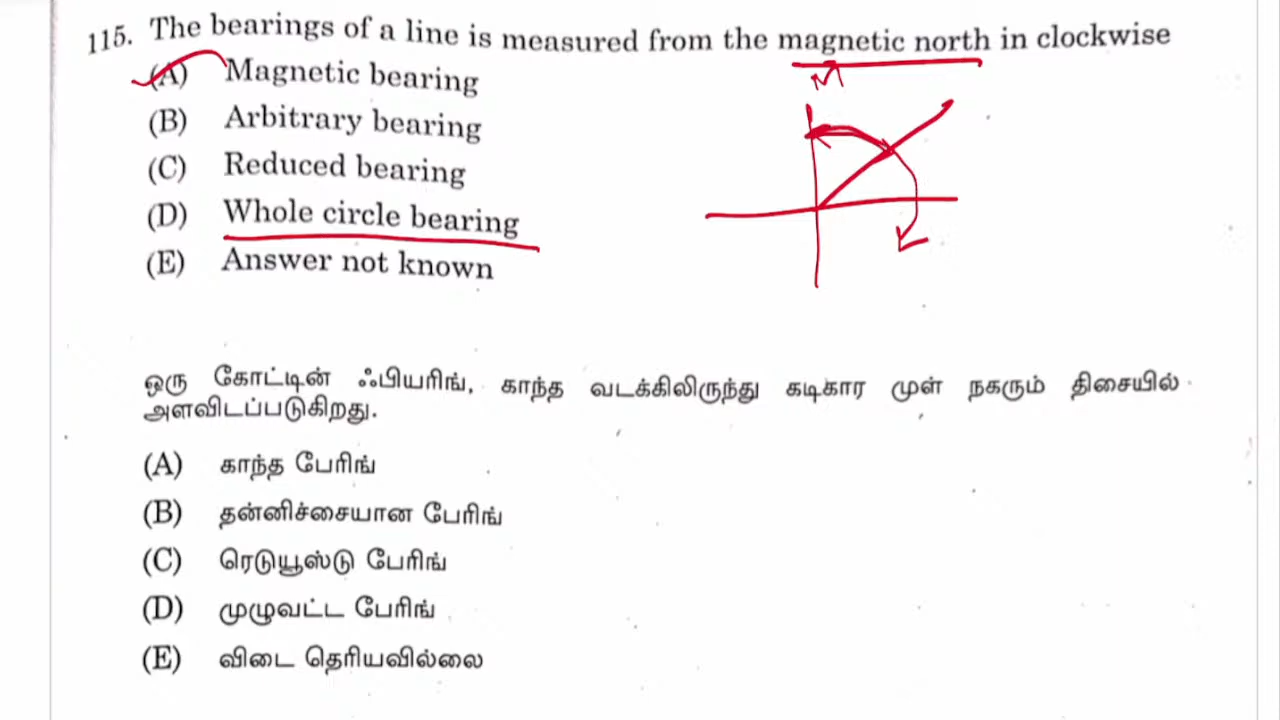 115. The bearings of a line is measured from the magnetic north in clockwise
(A) Magnetic bearing
(B) Arbitrary bearing
(C) Reduced bearing
(D) Whole circle bearing
(E) Answer not known
M
ஒரு கோட்டின் ஃபியரிங், காந்த வடக்கிலிருந்து கடிகார முள் நகரும் திசையில்
அளவிடப்படுகிறது.
(A) காந்த பேரிங்
(B) தன்னிச்சையான பேரிங்
(C) ரெடுயூஸ்டு பேரிங்
(D) முழுவட்ட பேரிங்
(E) விடை தெரியவில்லை